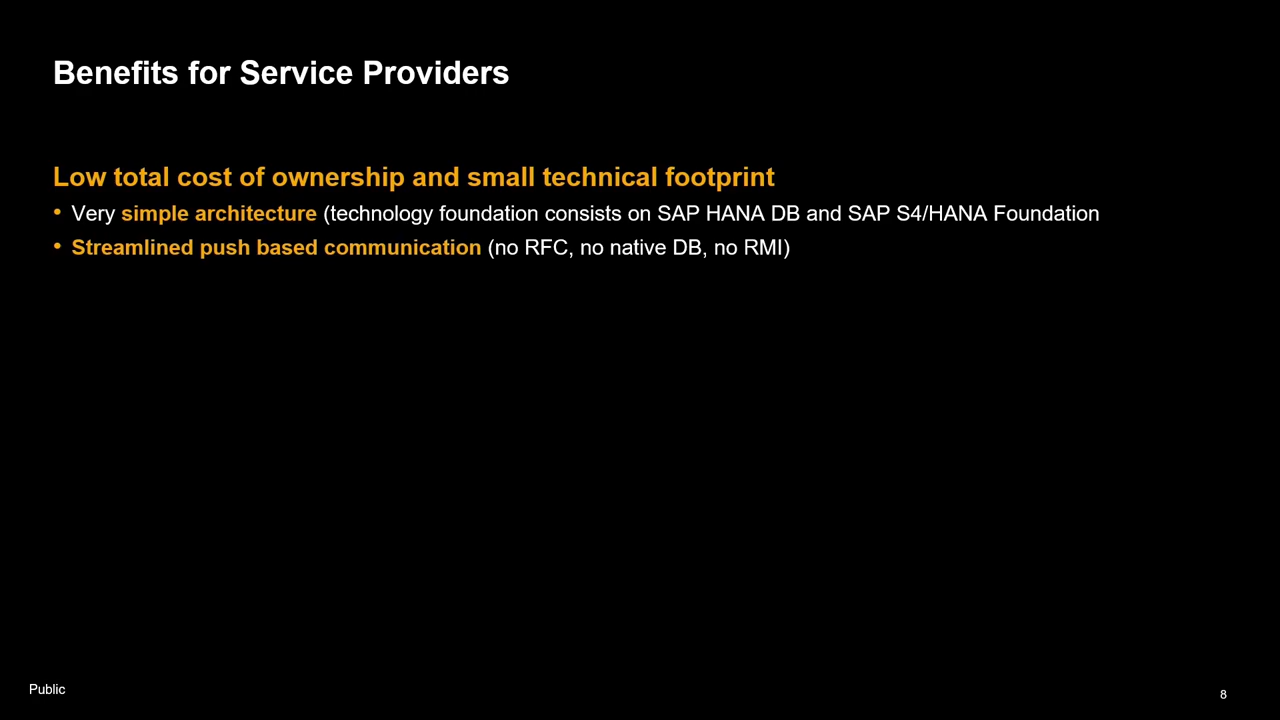 Benefits for Service Providers
Low total cost of ownership and small technical footprint
• Very simple architecture (technology foundation consists on SAP HANA DB and SAP S4/HANA Foundation
• Streamlined push based communication (no RFC, no native DB, no RMI)
Public
8